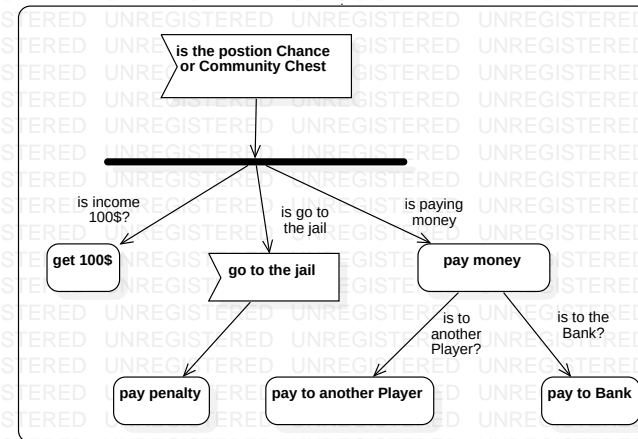 is the postion Chance
or Community Chest
is income
100$?
is go to
the jail
is paying
money
get 100$
go to the jail
pay money
is to
another
Player?
is to the
Bank?
pay penalty
pay to another Player
pay to Bank
UNREGISTERED